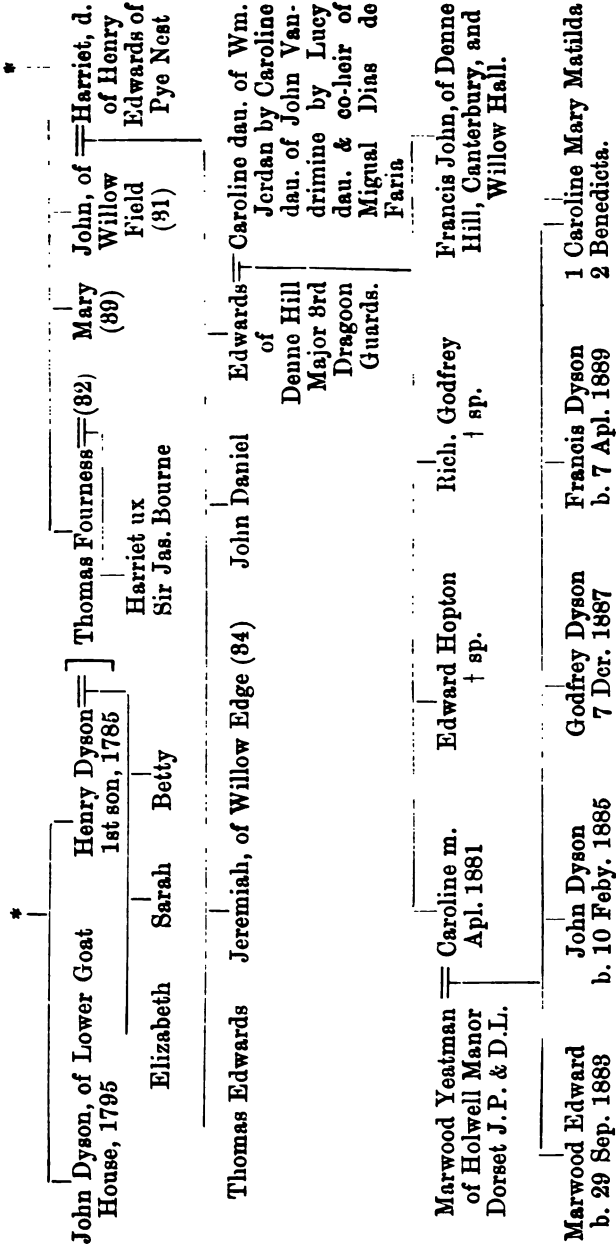 *
*
John Dyson, of Lower Goat
House, 1795
Henry Dyson
1st son, 1785
Elizabeth
Sarah
Betty
Thomas Fourness
(32)
Harriet ux
Sir Jas. Bourne
Mary
(39)
John, of
Willow
Field
(31)
Harriet, d.
of Henry
Edwards of
Pye Nest
Thomas Edwards
Jeremiah, of Willow Edge (34)
John Daniel
Edwards
of
Denne Hill
Major 3rd
Dragoon
Guards.
Caroline dau. of Wm.
Jordan by Caroline
dau. of John Van-
drimine by Lucy
dau. & co-heir of
Migual Dias de
Faria
Marwood Yeatman
of Holwell Manor
Dorset J.P. & D.L.
Caroline m.
Apl. 1881
Edward Hopton
† sp.
Rich. Godfrey
† sp.
Francis John, of Denne
Hill, Canterbury, and
Willow Hall.
Marwood Edward
b. 29 Sep. 1883
John Dyson
b. 10 Feby. 1885
Godfrey Dyson
7 Dcr. 1887
Francis Dyson
b. 7 Apl. 1889
1 Caroline Mary Matilda
2 Benedicta.